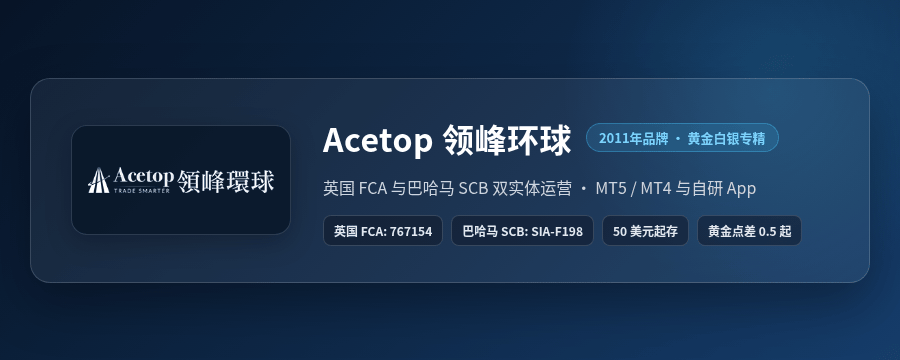 Acetop 領峰環球
TRADE SMARTER
Acetop 领峰环球
2011年品牌 · 黄金白银专精
英国 FCA 与巴哈马 SCB 双实体运营 · MT5 / MT4 与自研 App
英国 FCA: 767154
巴哈马 SCB: SIA-F198
50 美元起存
黄金点差 0.5 起